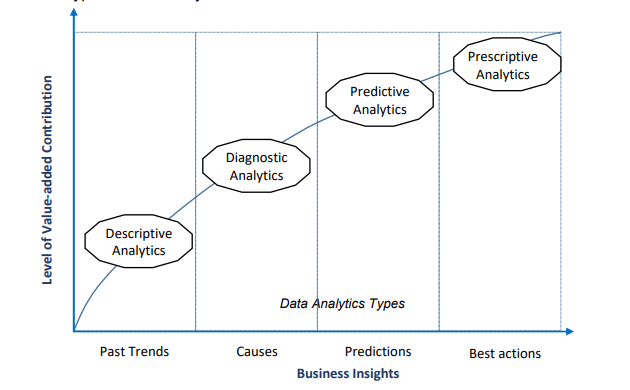 Level of Value-added Contribution
Prescriptive
Analytics
Predictive
Analytics
Diagnostic
Analytics
Descriptive
Analytics
Data Analytics Types
Past Trends
Causes
Predictions
Best actions
Business Insights